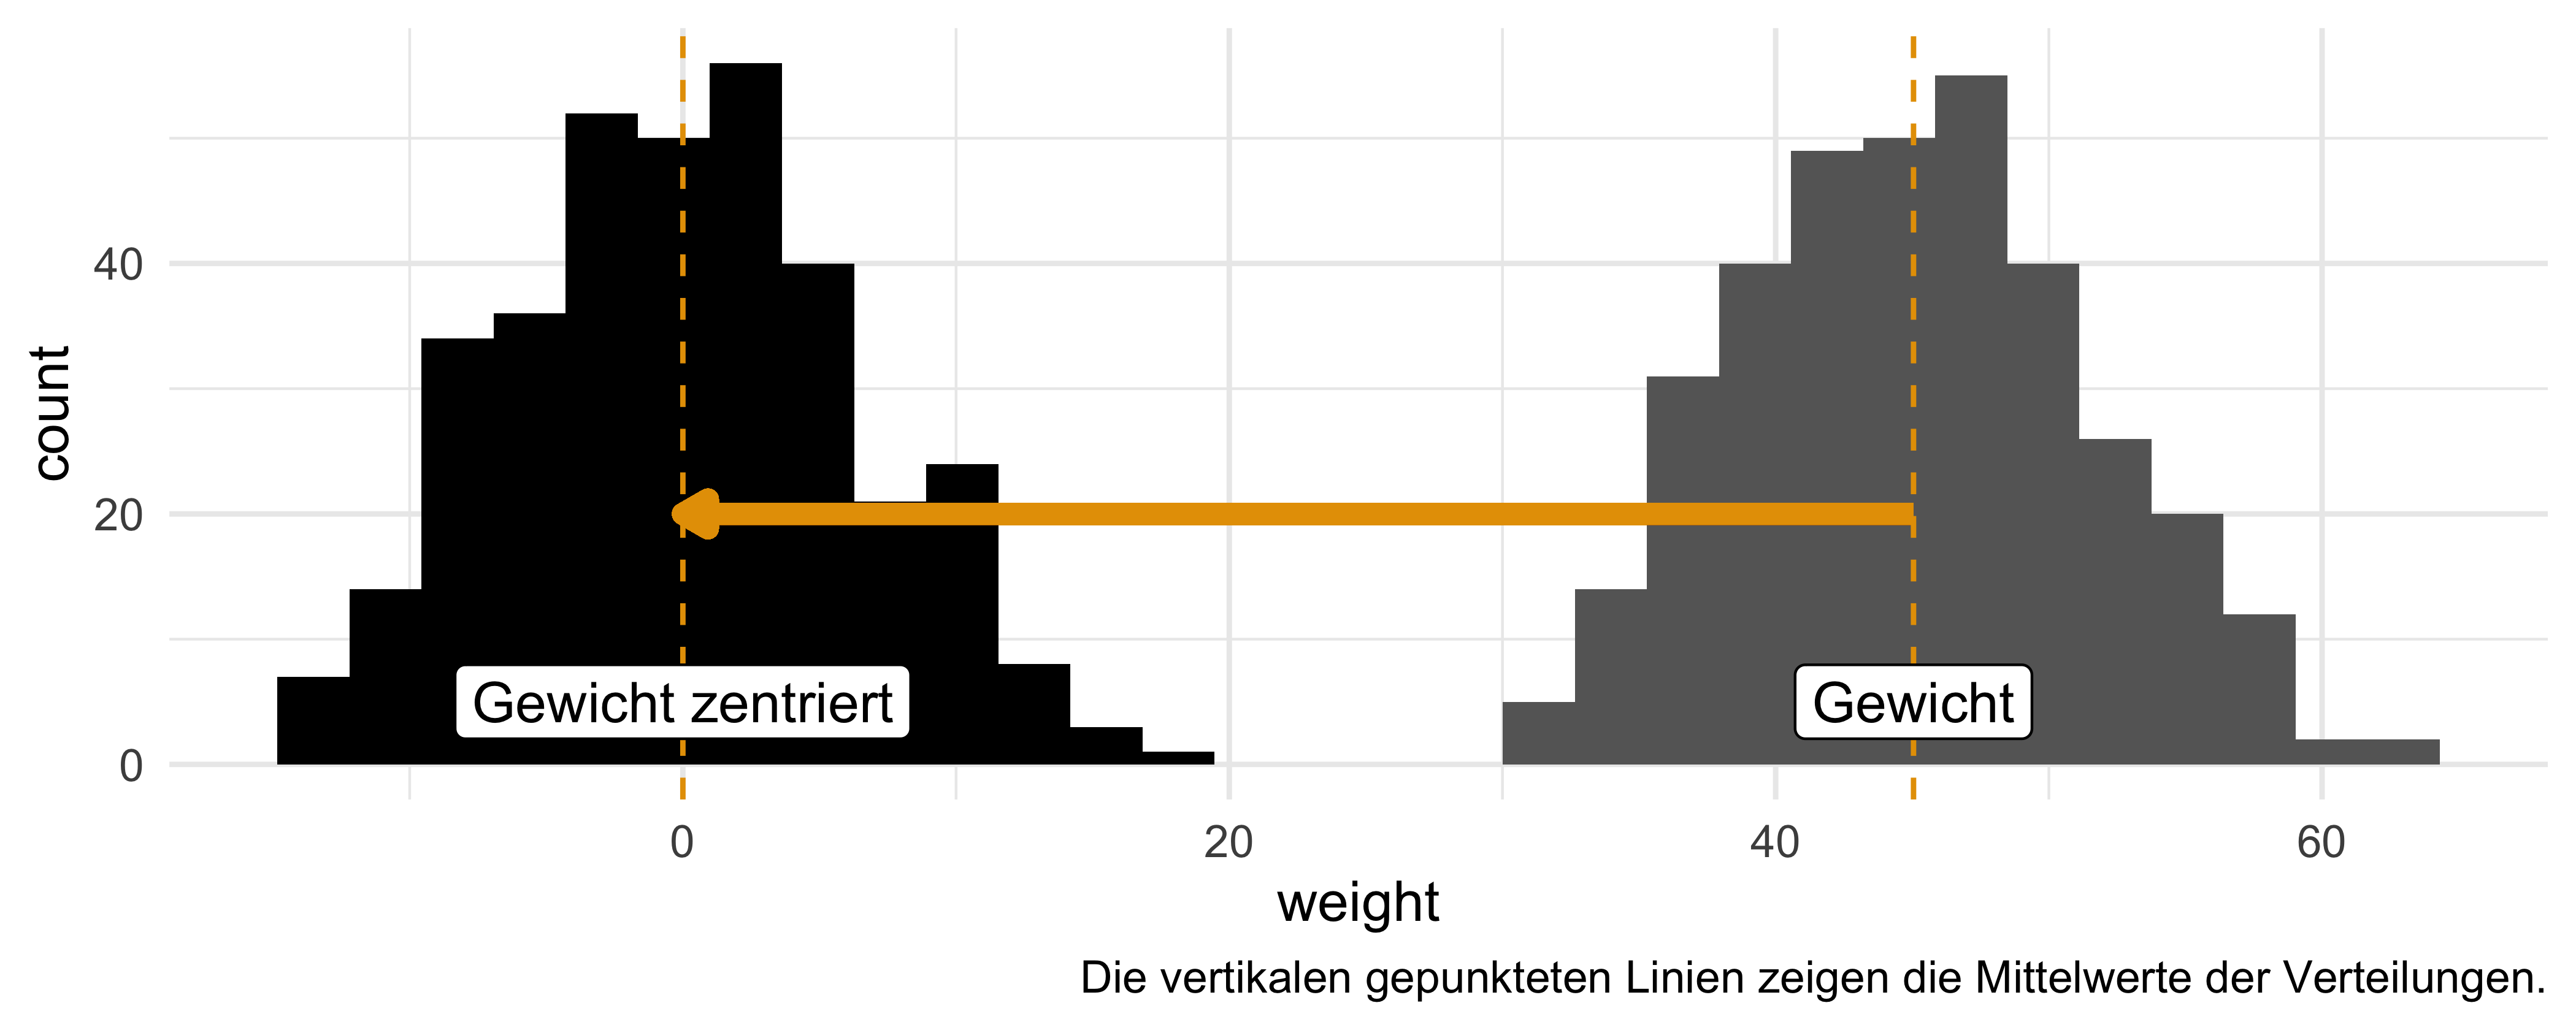 count
40
20
0
Gewicht zentriert
Gewicht
0
20
40
60
weight
Die vertikalen gepunkteten Linien zeigen die Mittelwerte der Verteilungen.